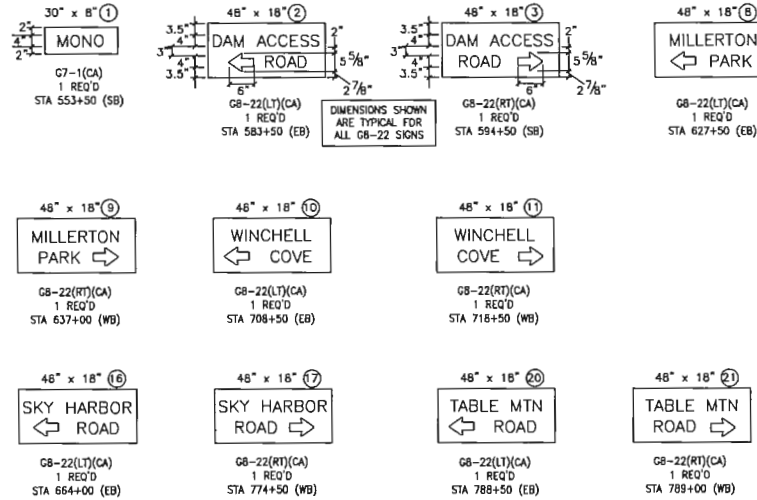 30" x 8" 1
2"
4"
2"
MONO
G7-1(CA)
1 REQ'D
STA 553+50 (SB)
48" x 18" 2
3.5"
4"
3"
4"
3.5"
DAM ACCESS
ROAD
2"
5 5/8"
2 7/8"
6"
G8-22(LT)(CA)
1 REQ'D
STA 583+50 (EB)
DIMENSIONS SHOWN
ARE TYPICAL FOR
ALL G8-22 SIGNS
48" x 18" 3
3.5"
4"
3"
4"
3.5"
DAM ACCESS
ROAD
2"
5 5/8"
2 7/8"
6"
G8-22(RT)(CA)
1 REQ'D
STA 594+50 (SB)
48" x 18" 8
MILLERTON
PARK
G8-22(LT)(CA)
1 REQ'D
STA 627+50 (EB)
48" x 18" 9
MILLERTON
PARK
G8-22(RT)(CA)
1 REQ'D
STA 637+00 (WB)
48" x 18" 10
WINCHELL
COVE
G8-22(LT)(CA)
1 REQ'D
STA 708+50 (EB)
48" x 18" 11
WINCHELL
COVE
G8-22(RT)(CA)
1 REQ'D
STA 718+50 (WB)
48" x 18" 16
SKY HARBOR
ROAD
G8-22(LT)(CA)
1 REQ'D
STA 664+00 (EB)
48" x 18" 17
SKY HARBOR
ROAD
G8-22(RT)(CA)
1 REQ'D
STA 774+50 (WB)
48" x 18" 20
TABLE MTN
ROAD
G8-22(LT)(CA)
1 REQ'D
STA 788+50 (EB)
48" x 18" 21
TABLE MTN
ROAD
G8-22(RT)(CA)
1 REQ'D
STA 789+00 (WB)